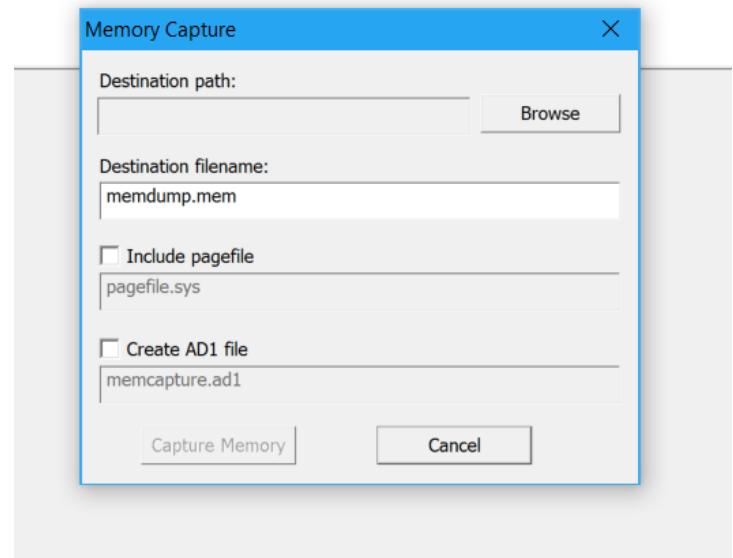 Memory Capture
Destination path:
Browse
Destination filename:
memdump.mem
Include pagefile
pagefile.sys
Create AD1 file
memcapture.ad1
Capture Memory
Cancel